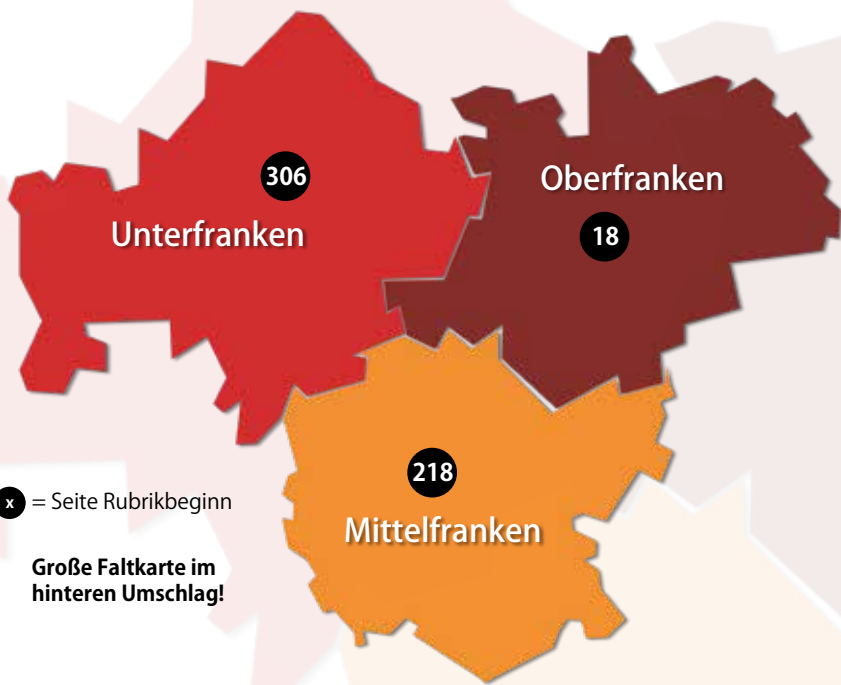 306
Unterfranken
Oberfranken
18
218
Mittelfranken
x = Seite Rubrikbeginn
Große Faltkarte im
hinteren Umschlag!